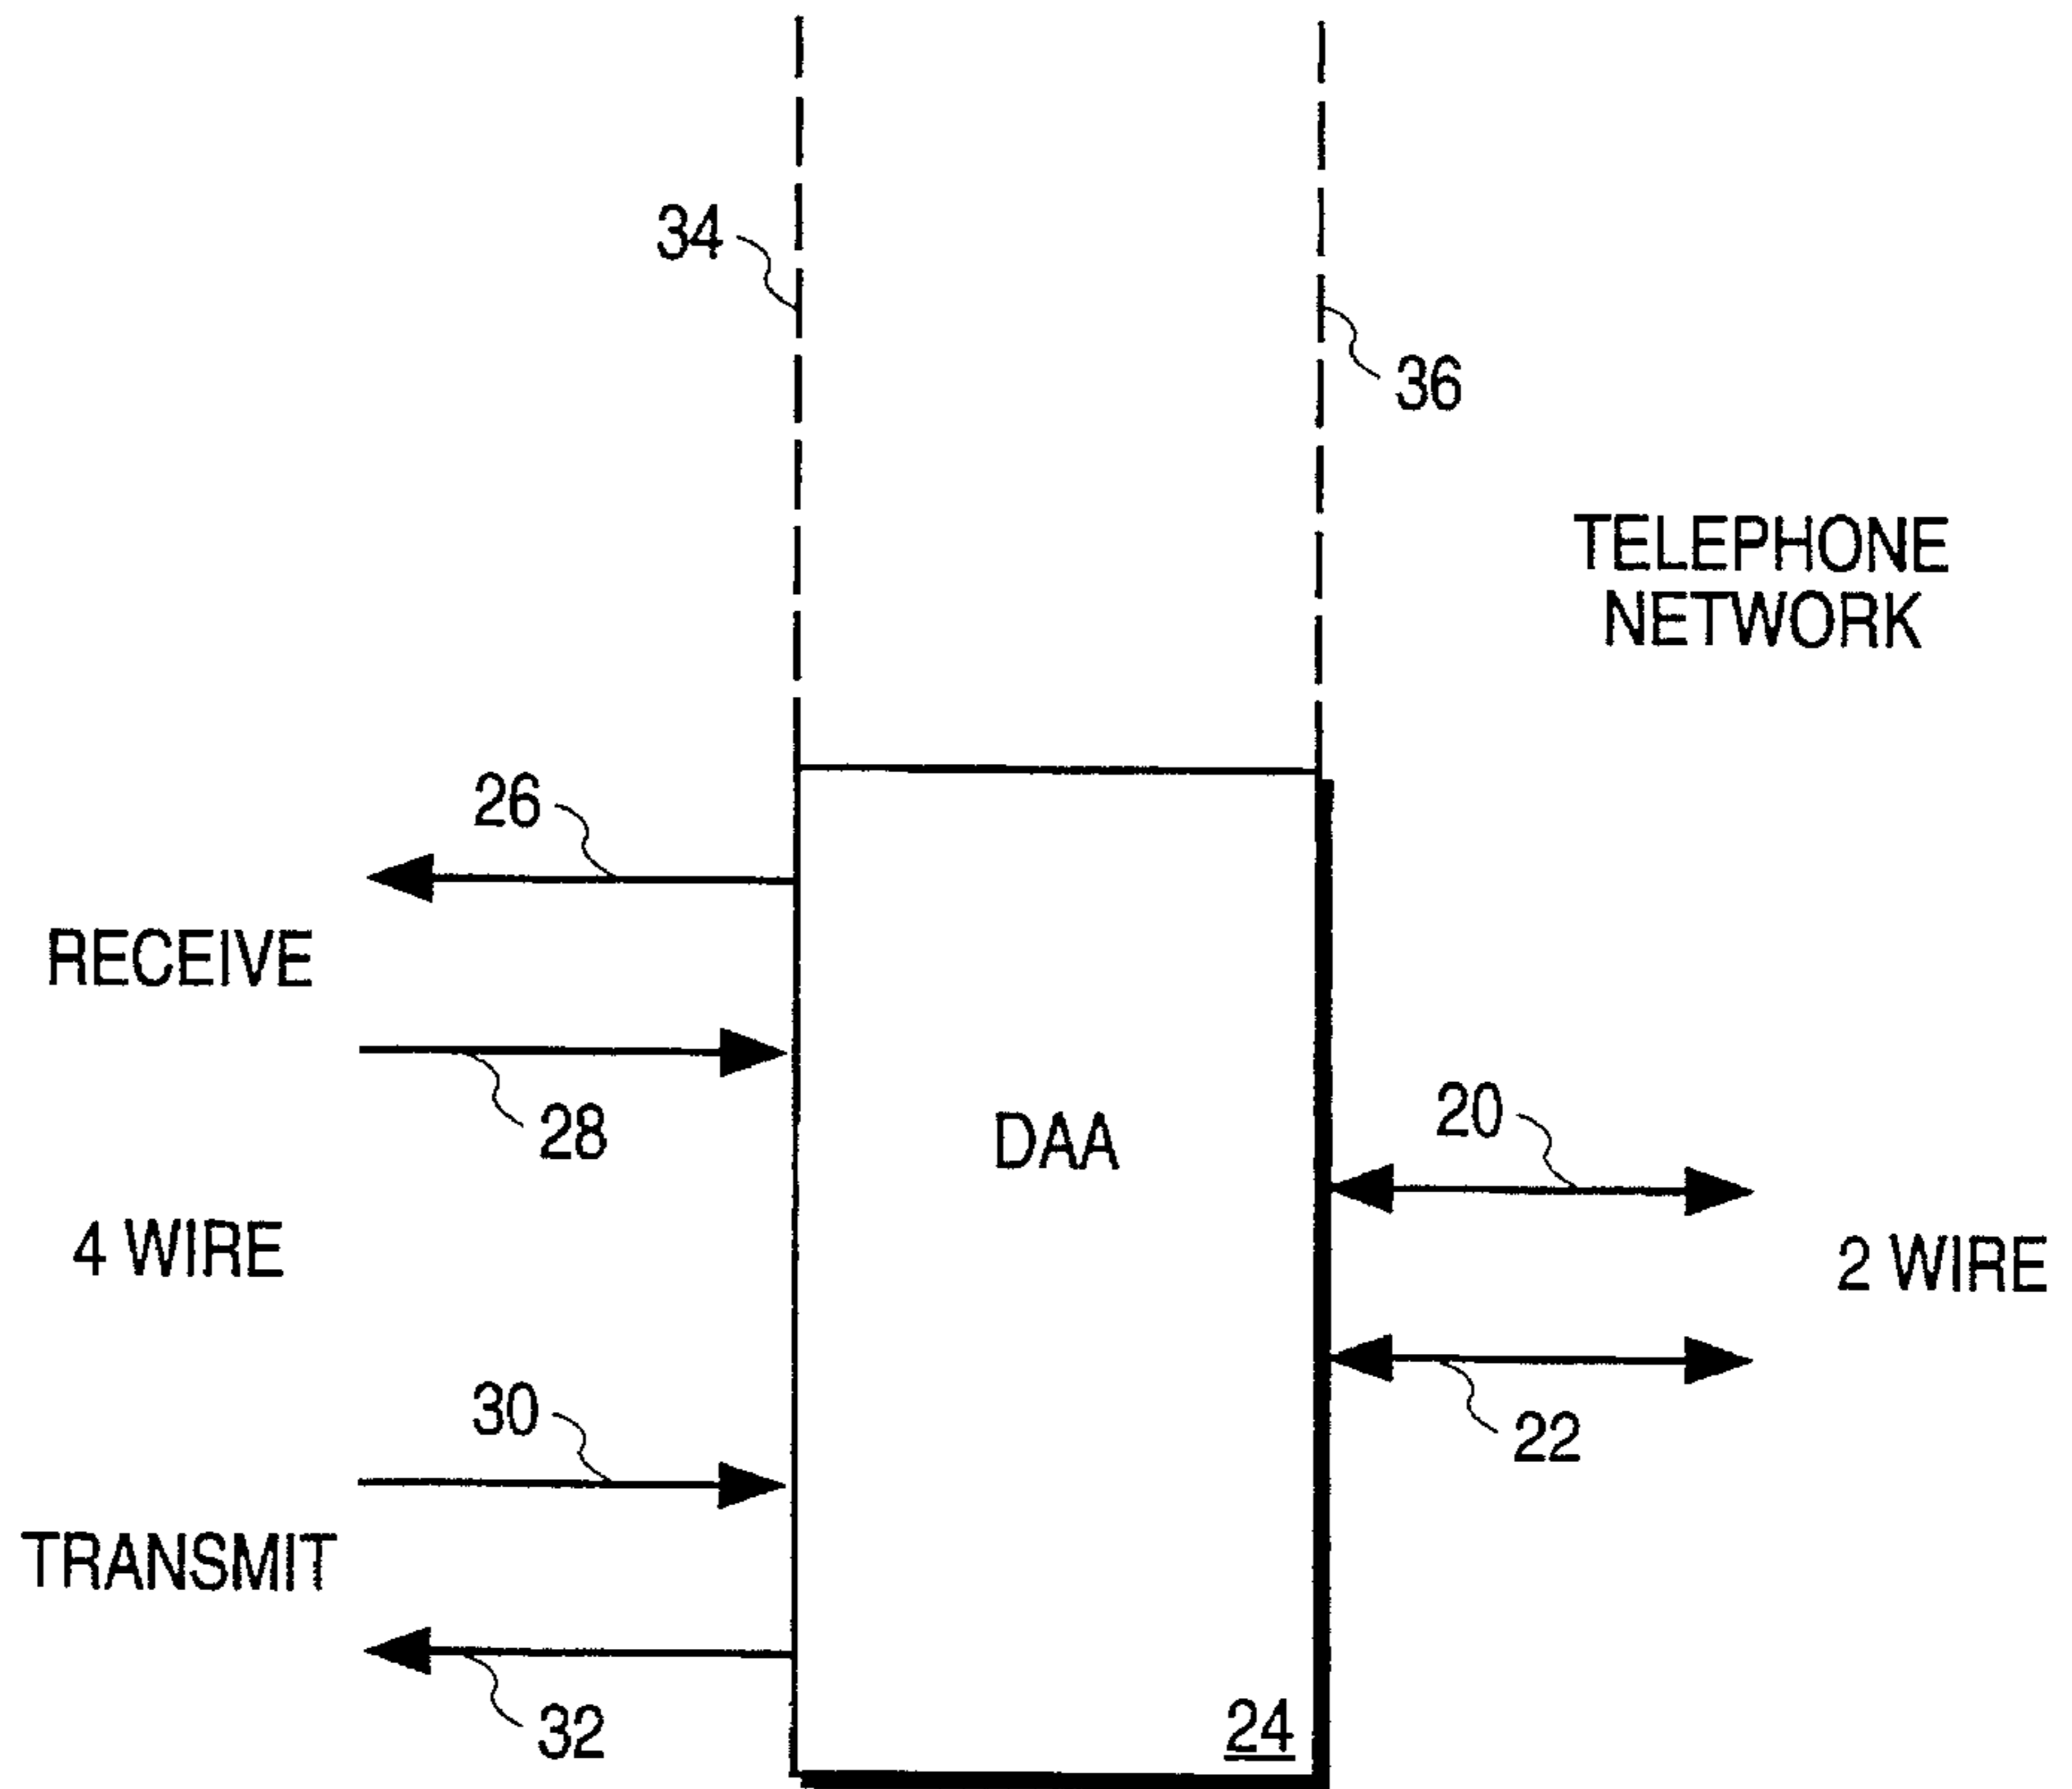 34
36
TELEPHONE
NETWORK
26
RECEIVE
28
DAA
20
4 WIRE
2 WIRE
30
22
TRANSMIT
32
24